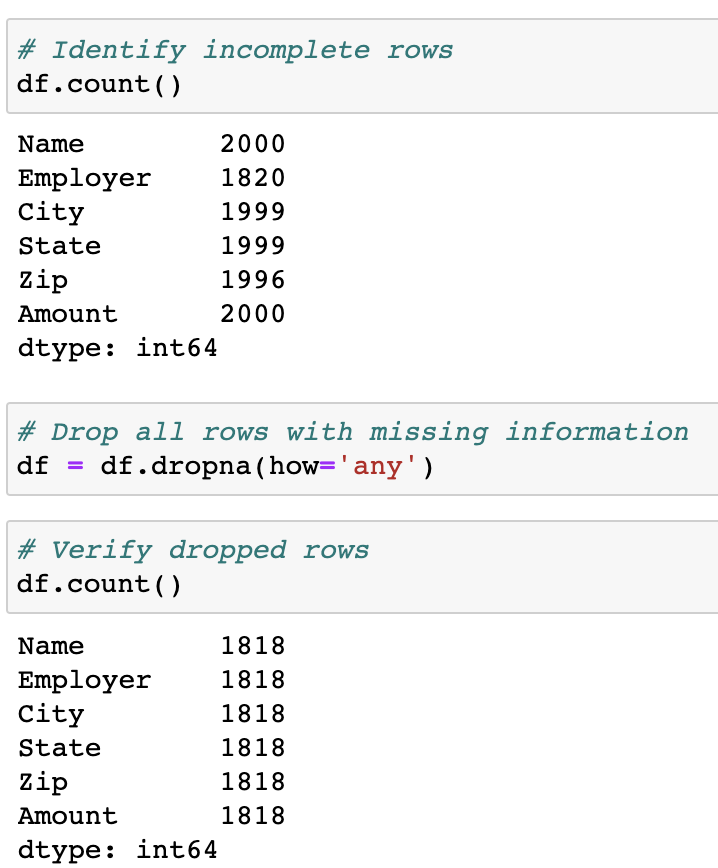 # Identify incomplete rows
df.count()
Name 2000
Employer 1820
City 1999
State 1999
Zip 1996
Amount 2000
dtype: int64
# Drop all rows with missing information
df = df.dropna(how='any')
# Verify dropped rows
df.count()
Name 1818
Employer 1818
City 1818
State 1818
Zip 1818
Amount 1818
dtype: int64